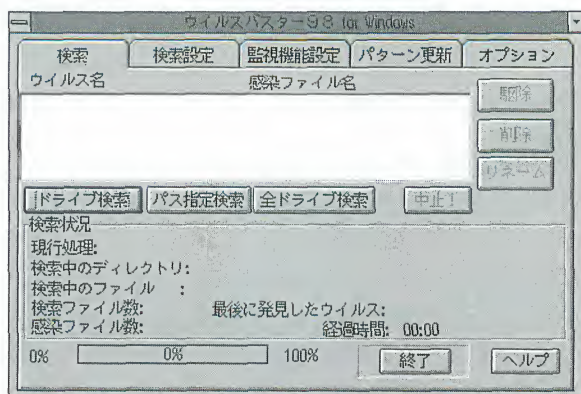 ウイルスバスター98 for Windows
検索 検索設定 監視機能設定 パターン更新 オプション
ウイルス名 感染ファイル名
駆除
削除
リネーム
ドライブ検索 パス指定検索 全ドライブ検索 中止!
検索状況
現行処理:
検索中のディレクトリ:
検索中のファイル :
検索ファイル数: 最後に発見したウイルス:
感染ファイル数: 経過時間: 00:00
0% 0% 100% 終了 ヘルプ